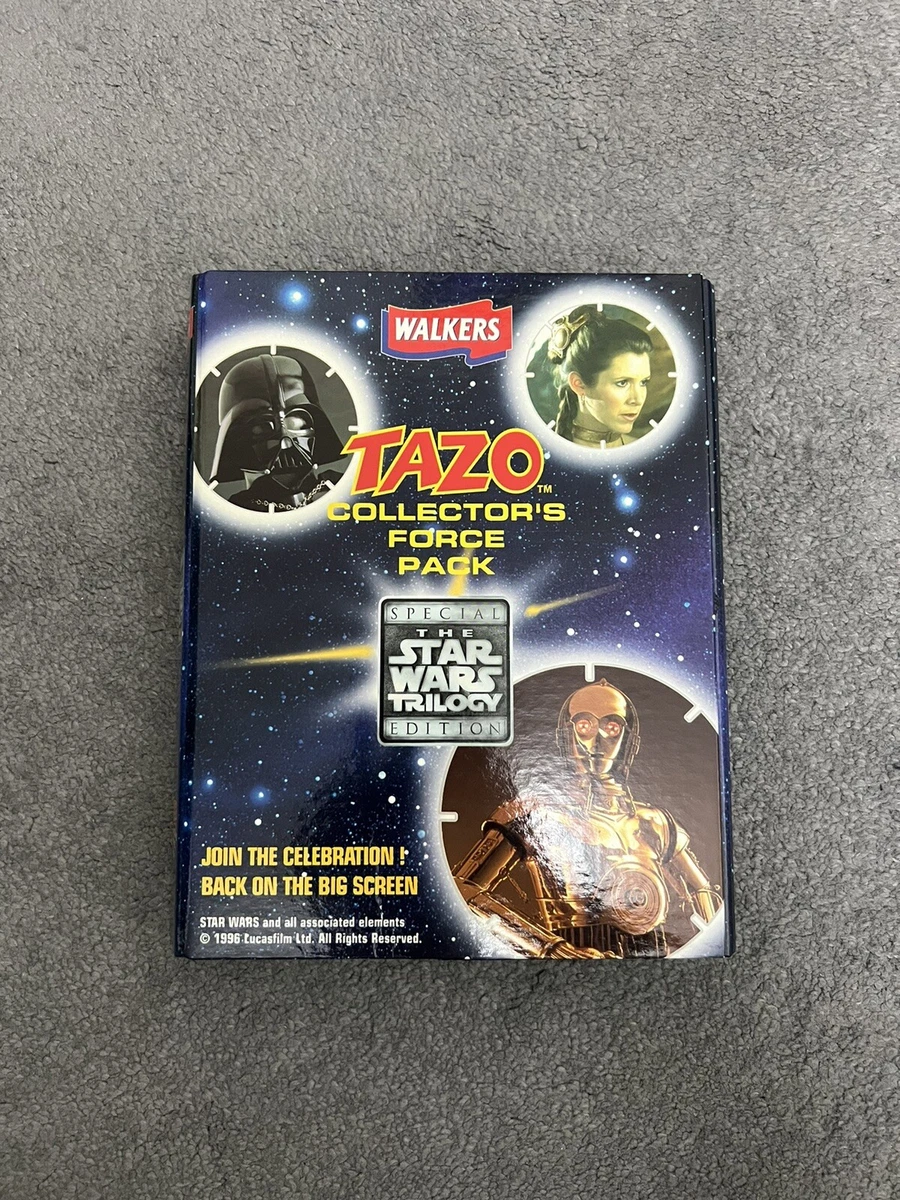 WALKERS
TAZO™
COLLECTOR'S
FORCE
PACK
SPECIAL
THE
STAR
WARS
TRILOGY
EDITION
JOIN THE CELEBRATION !
BACK ON THE BIG SCREEN
STAR WARS and all associated elements
© 1996 Lucasfilm Ltd. All Rights Reserved.